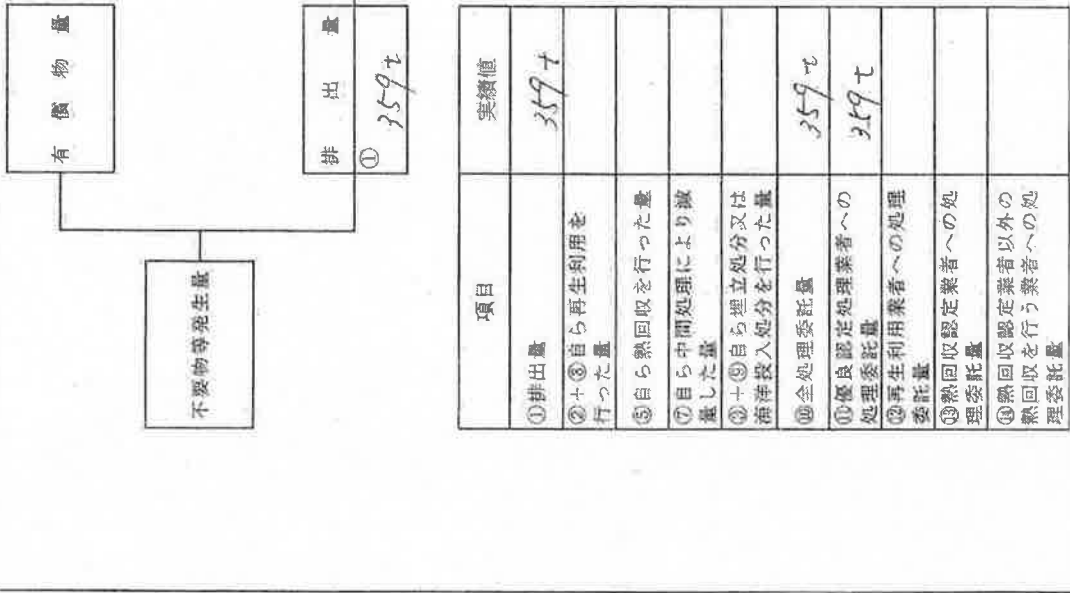 有償物量
不要物等発生量
排出量
①
359t
項目
実績値
①排出量
359t
②+⑧自ら再生利用を
行った量
⑤自ら熱回収を行った量
⑦自ら中間処理により減
量した量
③+⑨自ら埋立処分又は
海洋投入処分を行った量
⑩全処理委託量
359t
⑪優良認定処理業者への
処理委託量
359t
⑫再生利用業者への処理
委託量
⑬熱回収認定業者への処
理委託量
⑭熱回収認定業者以外の
熱回収を行う業者への処
理委託量